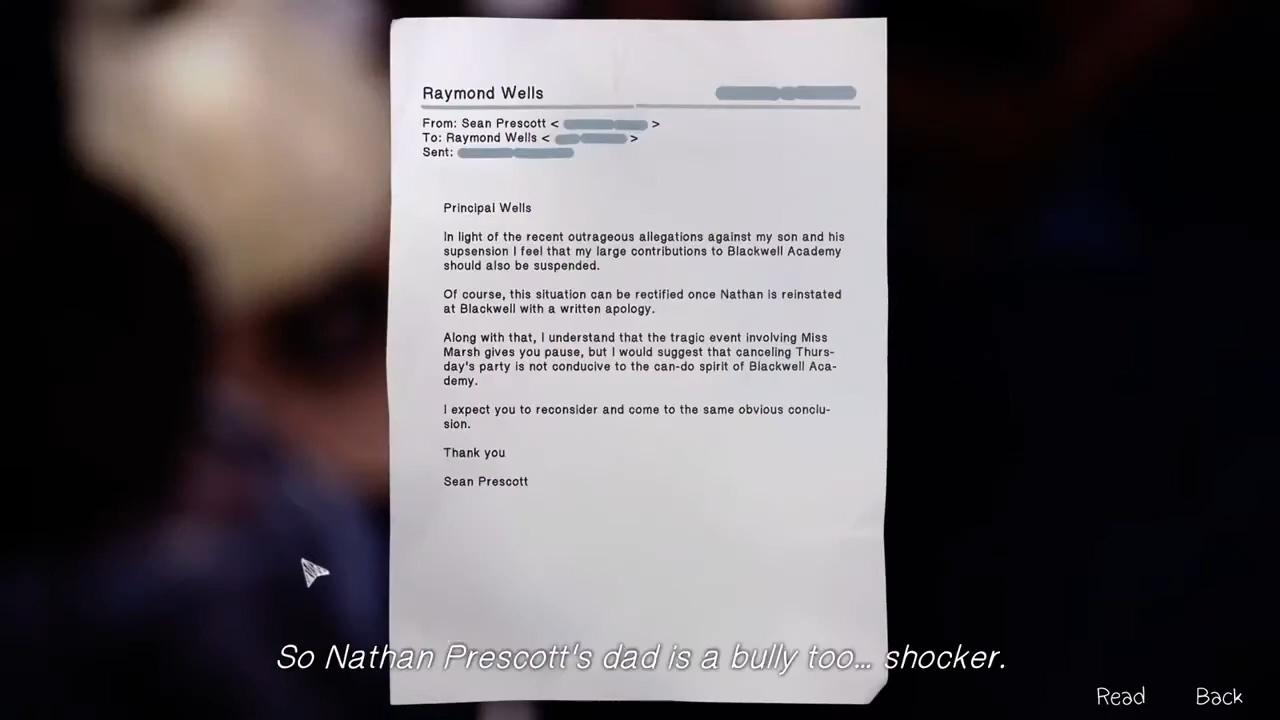 Raymond Wells
From: Sean Prescott < >
To: Raymond Wells < >
Sent:
Principal Wells
In light of the recent outrageous allegations against my son and his
supsension I feel that my large contributions to Blackwell Academy
should also be suspended.
Of course, this situation can be rectified once Nathan is reinstated
at Blackwell with a written apology.
Along with that, I understand that the tragic event involving Miss
Marsh gives you pause, but I would suggest that canceling Thurs-
day's party is not conducive to the can-do spirit of Blackwell Aca-
demy.
I expect you to reconsider and come to the same obvious conclu-
sion.
Thank you
Sean Prescott
So Nathan Prescott's dad is a bully too... shocker.
Read Back